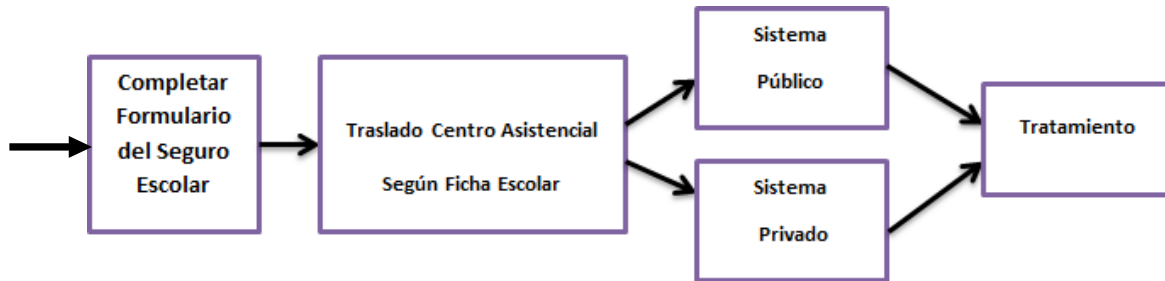 Completar
Formulario
del Seguro
Escolar
Traslado Centro Asistencial
Según Ficha Escolar
Sistema
Público
Sistema
Privado
Tratamiento